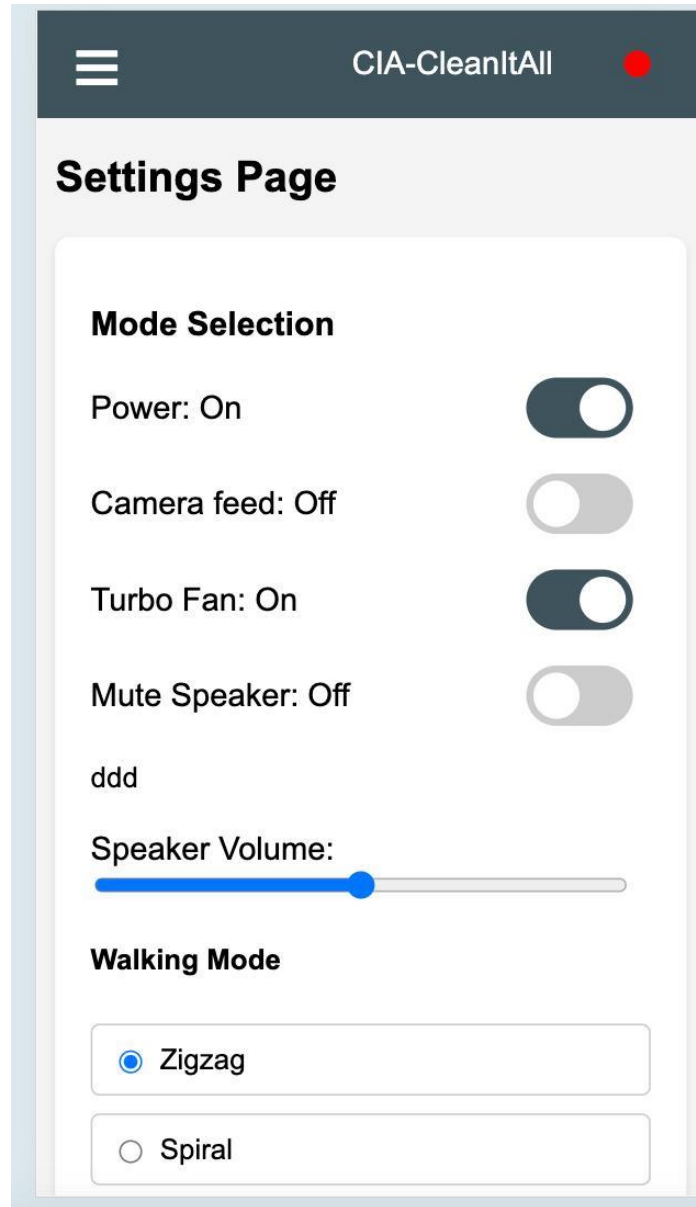 CIA-CleanItAll
Settings Page
Mode Selection
Power: On
Camera feed: Off
Turbo Fan: On
Mute Speaker: Off
ddd
Speaker Volume:
Walking Mode
Zigzag
Spiral